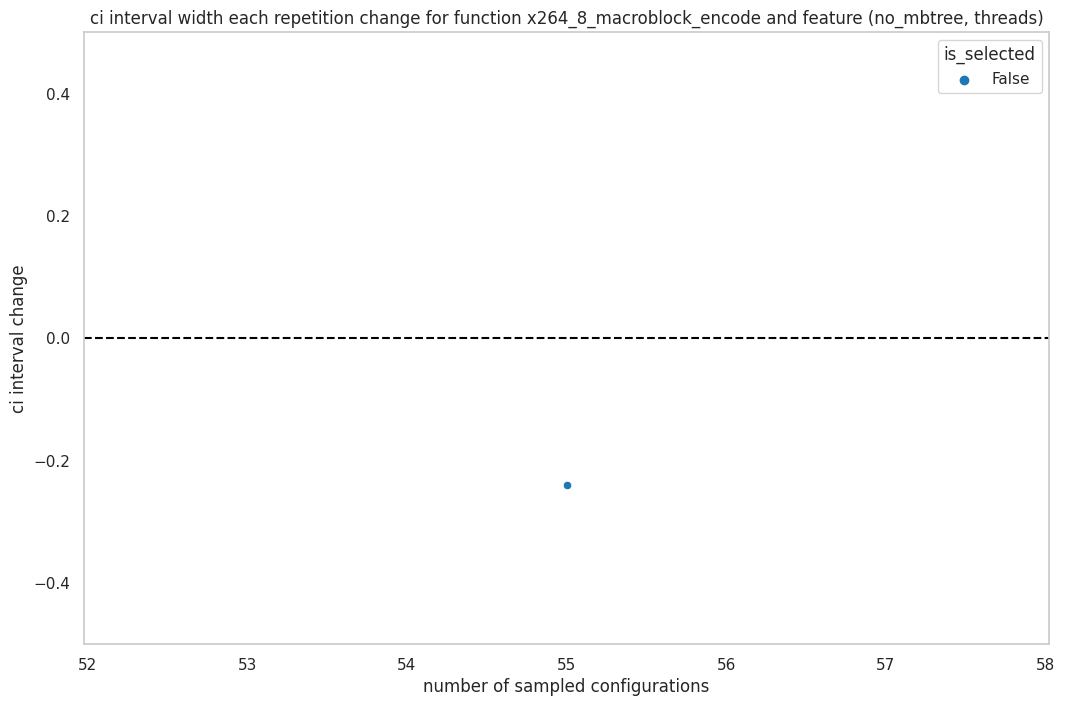 ci interval width each repetition change for function x264_8_macroblock_encode and feature (no_mbtree, threads)
is_selected
False
0.4
0.2
0.0
−0.2
−0.4
ci interval change
52 53 54 55 56 57 58
number of sampled configurations